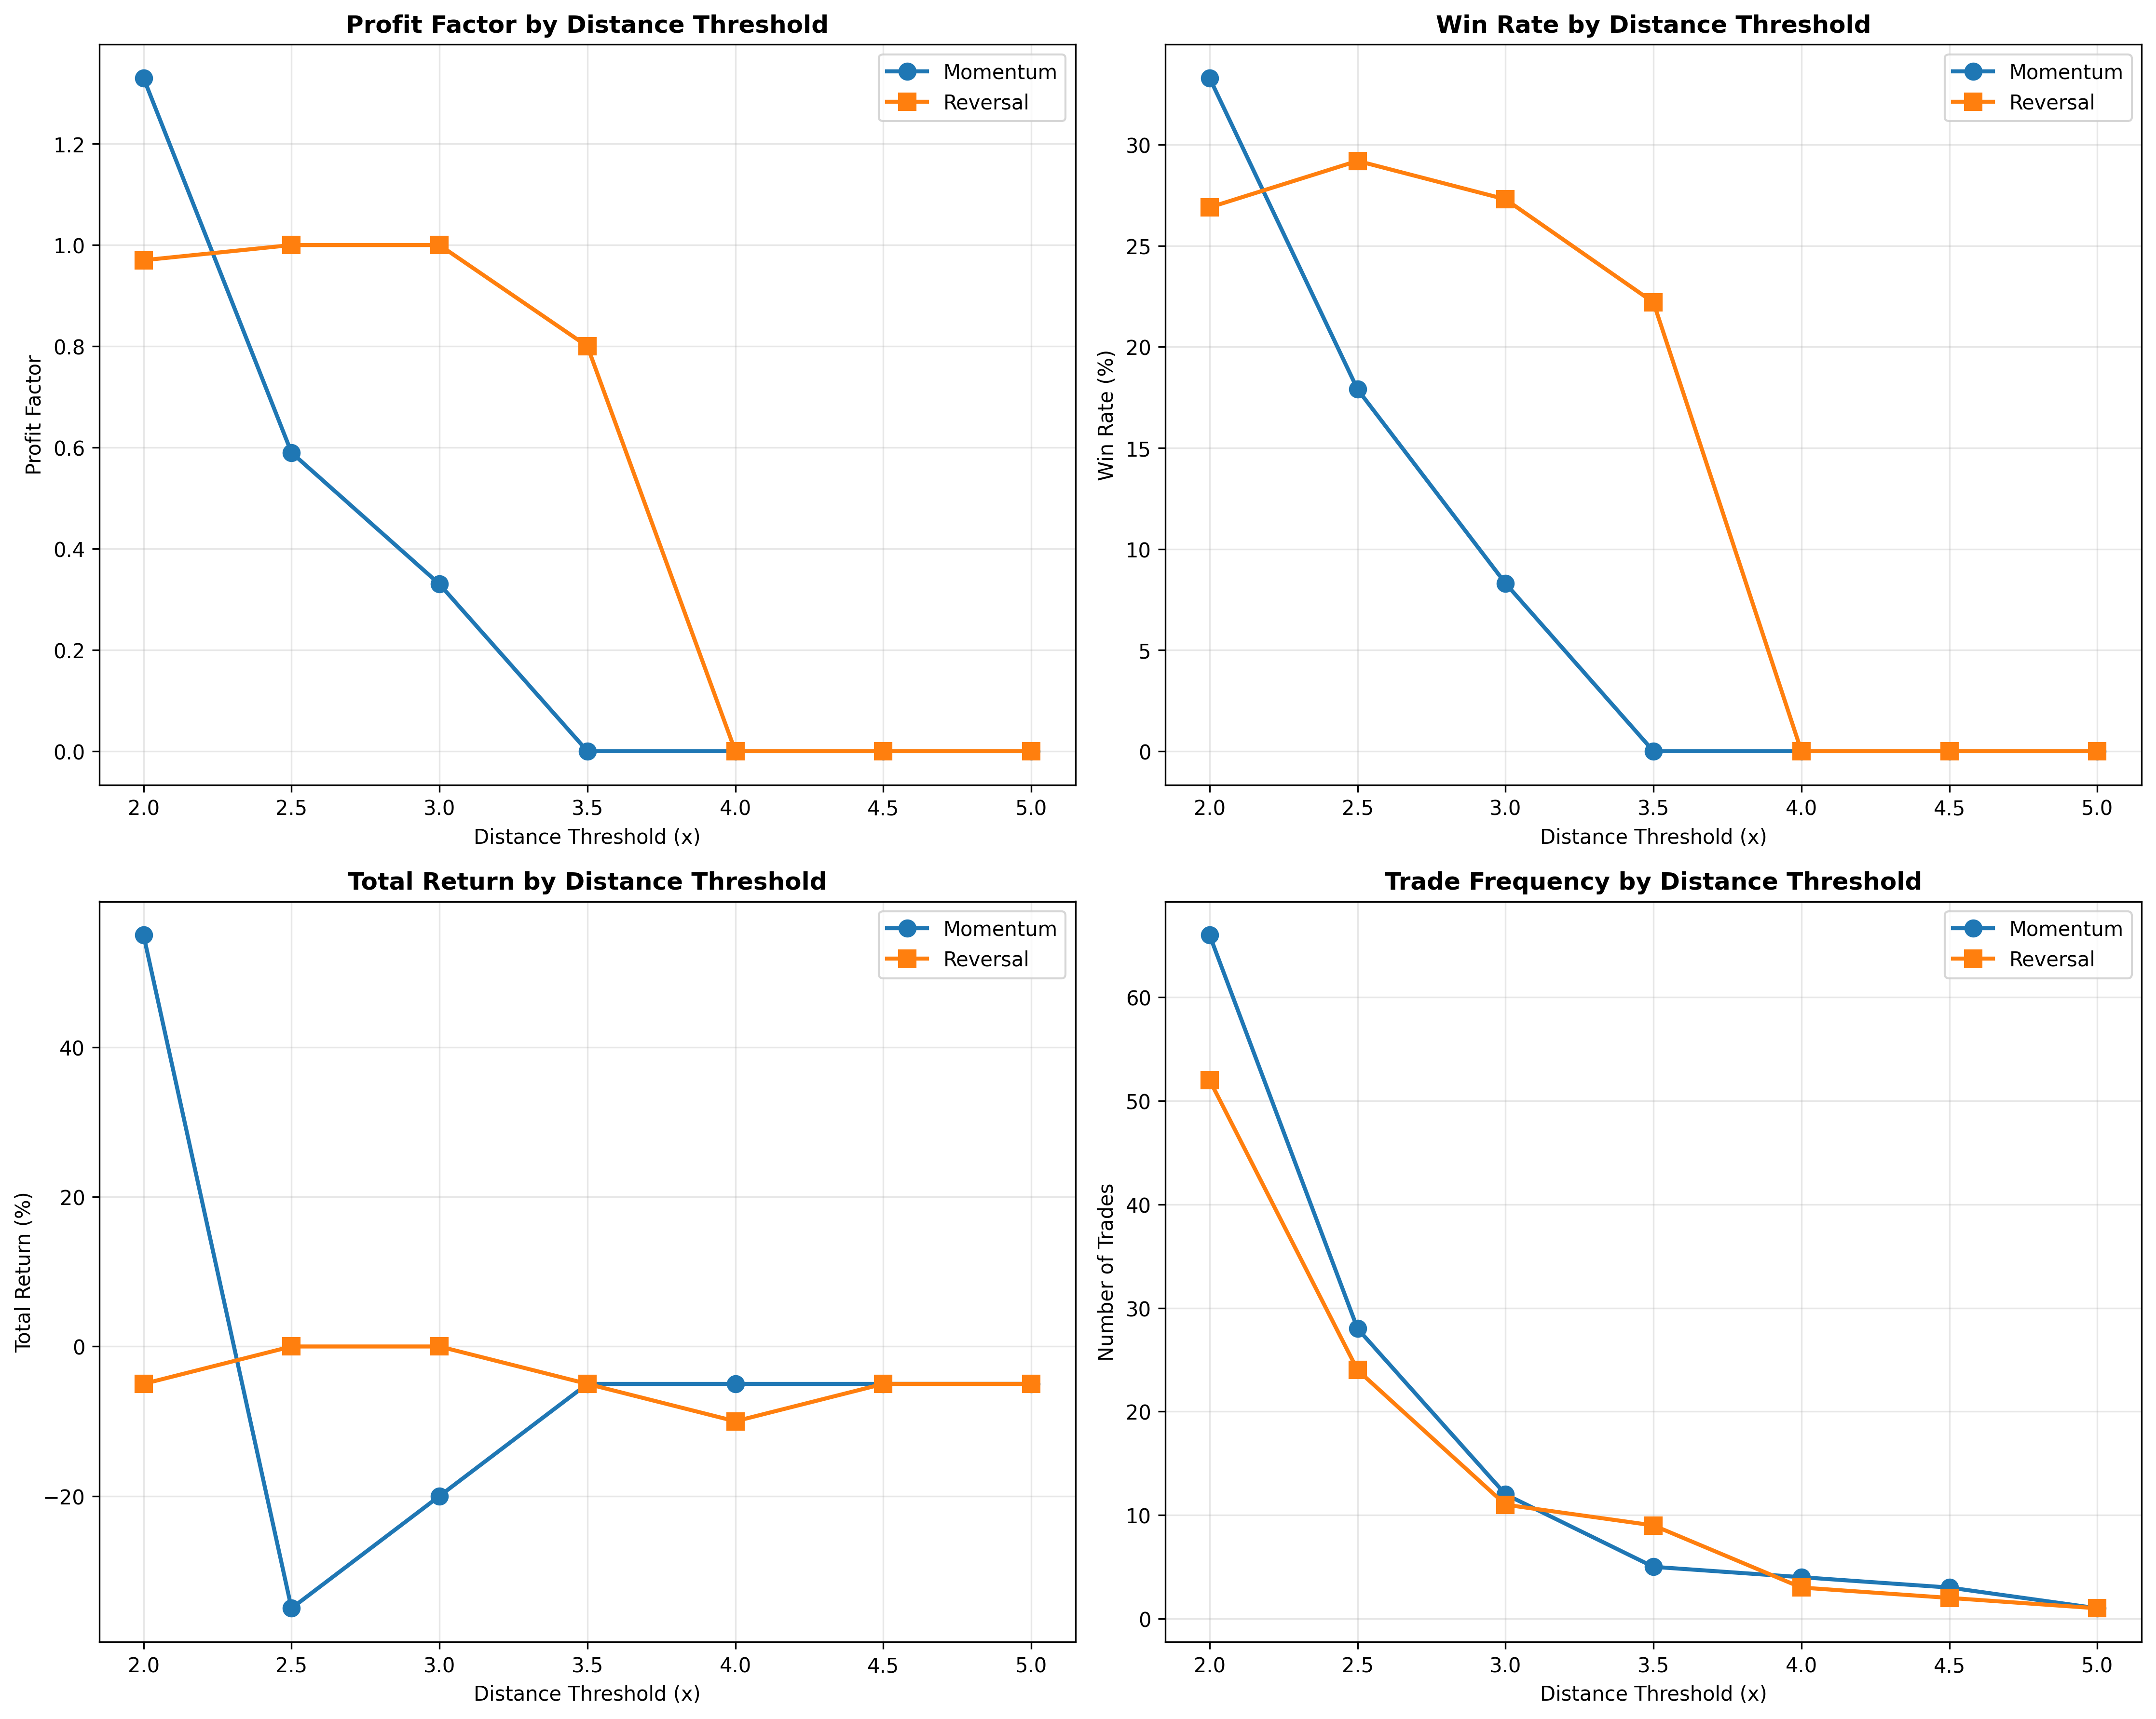 Profit Factor by Distance Threshold
Momentum
Reversal
Profit Factor
1.2
1.0
0.8
0.6
0.4
0.2
0.0
2.0 2.5 3.0 3.5 4.0 4.5 5.0
Distance Threshold (x)
Win Rate by Distance Threshold
Momentum
Reversal
Win Rate (%)
30
25
20
15
10
5
0
2.0 2.5 3.0 3.5 4.0 4.5 5.0
Distance Threshold (x)
Total Return by Distance Threshold
Momentum
Reversal
Total Return (%)
40
20
0
−20
2.0 2.5 3.0 3.5 4.0 4.5 5.0
Distance Threshold (x)
Trade Frequency by Distance Threshold
Momentum
Reversal
Number of Trades
60
50
40
30
20
10
0
2.0 2.5 3.0 3.5 4.0 4.5 5.0
Distance Threshold (x)